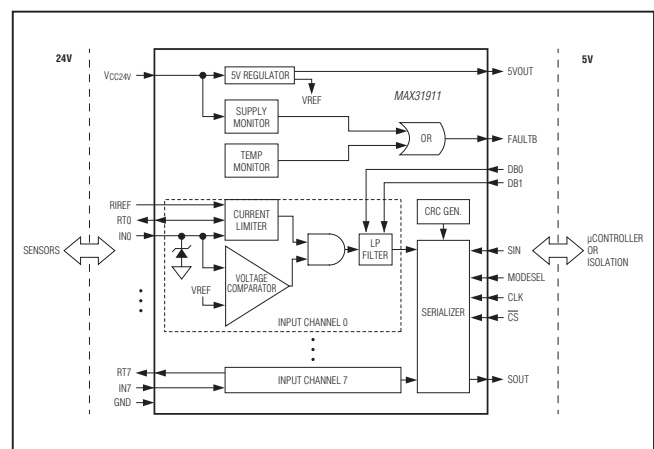 24V
5V
VCC24V
5V REGULATOR
5VOUT
VREF
MAX31911
SUPPLY
MONITOR
OR
FAULTB
TEMP
MONITOR
DB0
DB1
RIREF
RT0
IN0
CURRENT
LIMITER
LP
FILTER
CRC GEN.
SENSORS
VREF
VOLTAGE
COMPARATOR
INPUT CHANNEL 0
SERIALIZER
SIN
MODESEL
CLK
CS
µCONTROLLER
OR
ISOLATION
RT7
IN7
GND
INPUT CHANNEL 7
SOUT